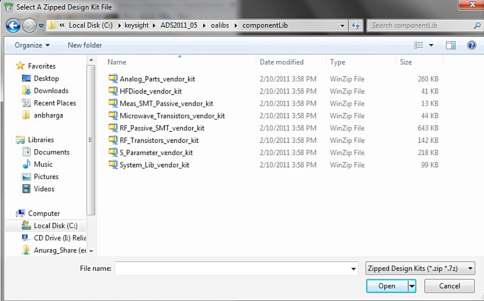 Select A Zipped Design Kit File
« Local Disk (C:) ▸ keysight ▸ ADS2011_05 ▸ oalibs ▸ componentLib
Search componentLib
Organize New folder
Name Date modified Type Size
Favorites
Desktop
Downloads
Recent Places
anbharga
Libraries
Documents
Music
Pictures
Videos
Computer
Local Disk (C:)
CD Drive (I:) Relia
Anurag_Share (e
Analog_Parts_vendor_kit 2/10/2011 3:58 PM WinZip File 260 KB
HFDiode_vendor_kit 2/10/2011 3:58 PM WinZip File 41 KB
Meas_SMT_Passive_vendor_kit 2/10/2011 3:58 PM WinZip File 13 KB
Microwave_Transistors_vendor_kit 2/10/2011 3:58 PM WinZip File 44 KB
RF_Passive_SMT_vendor_kit 2/10/2011 3:58 PM WinZip File 643 KB
RF_Transistors_vendor_kit 2/10/2011 3:58 PM WinZip File 142 KB
S_Parameter_vendor_kit 2/10/2011 3:58 PM WinZip File 218 KB
System_Lib_vendor_kit 2/10/2011 3:58 PM WinZip File 99 KB
File name:
Zipped Design Kits (*.zip *.7z)
Open Cancel